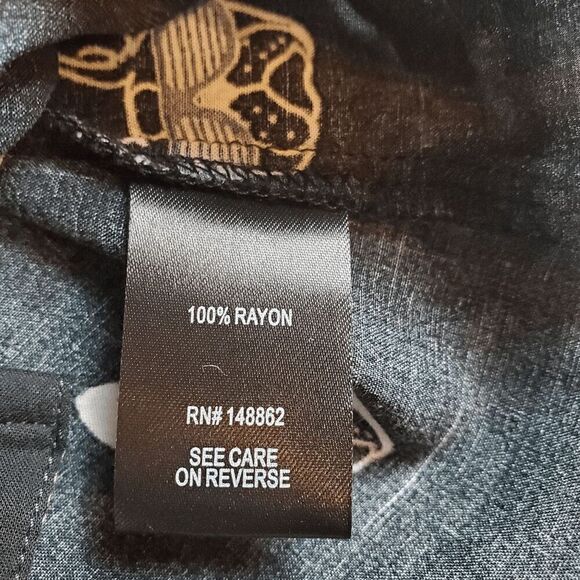 100% RAYON
RN# 148862
SEE CARE
ON REVERSE